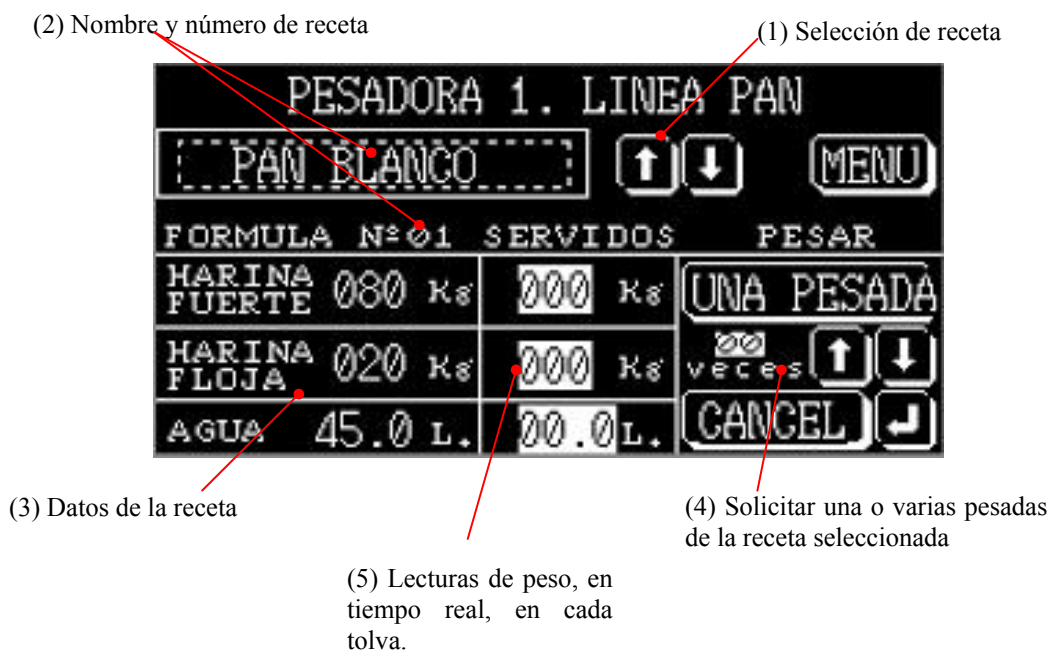 (2) Nombre y número de receta
(1) Selección de receta
PESADORA 1. LINEA PAN
PAN BLANCO
MENU
FORMULA Nº01 SERVIDOS PESAR
HARINA
FUERTE 080 Kg 000 Kg UNA PESADA
HARINA
FLOJA 020 Kg 000 Kg 00
veces
AGUA 45.0 L. 00.0 L. CANCEL
(3) Datos de la receta
(4) Solicitar una o varias pesadas
de la receta seleccionada
(5) Lecturas de peso, en
tiempo real, en cada
tolva.